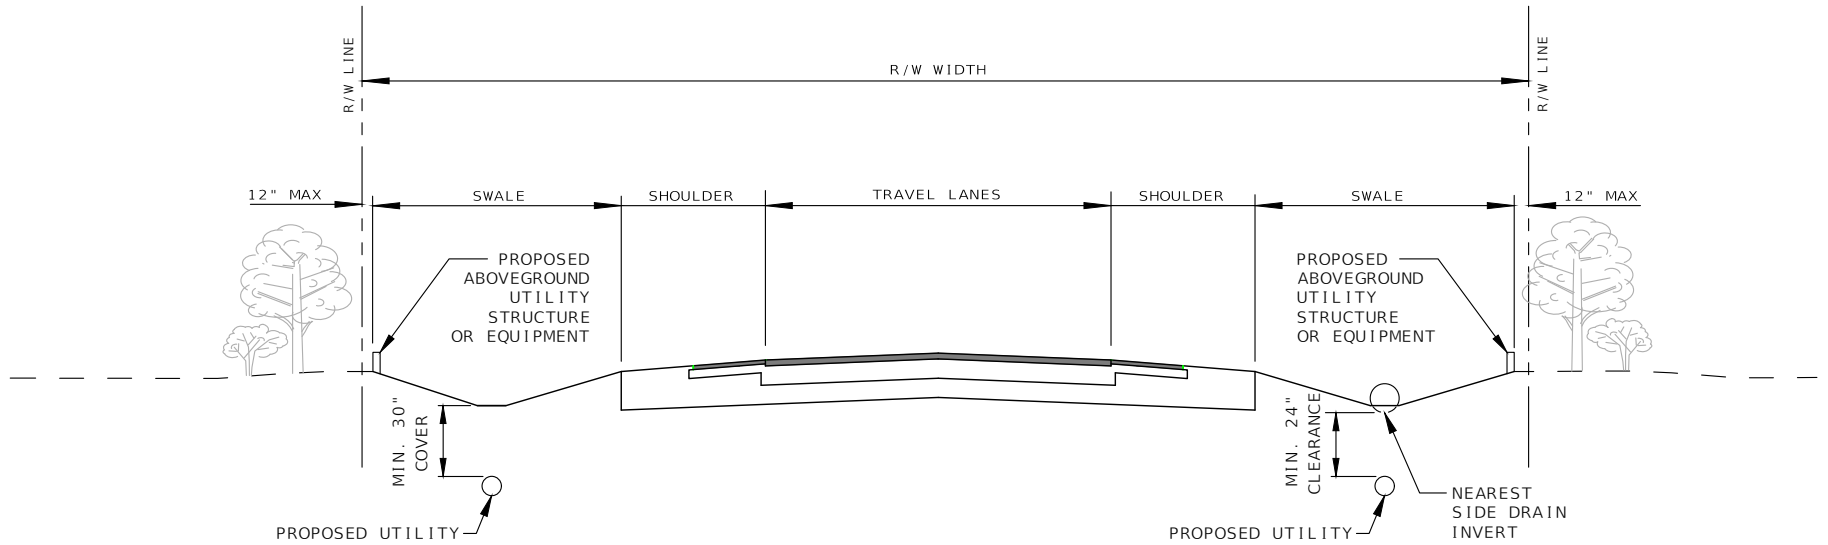 R/W LINE
R/W WIDTH
R/W LINE
12" MAX
SWALE
SHOULDER
TRAVEL LANES
SHOULDER
SWALE
12" MAX
PROPOSED
ABOVEGROUND
UTILITY
STRUCTURE
OR EQUIPMENT
PROPOSED
ABOVEGROUND
UTILITY
STRUCTURE
OR EQUIPMENT
MIN. 30"
COVER
MIN. 24"
CLEARANCE
PROPOSED UTILITY
PROPOSED UTILITY
NEAREST
SIDE DRAIN
INVERT